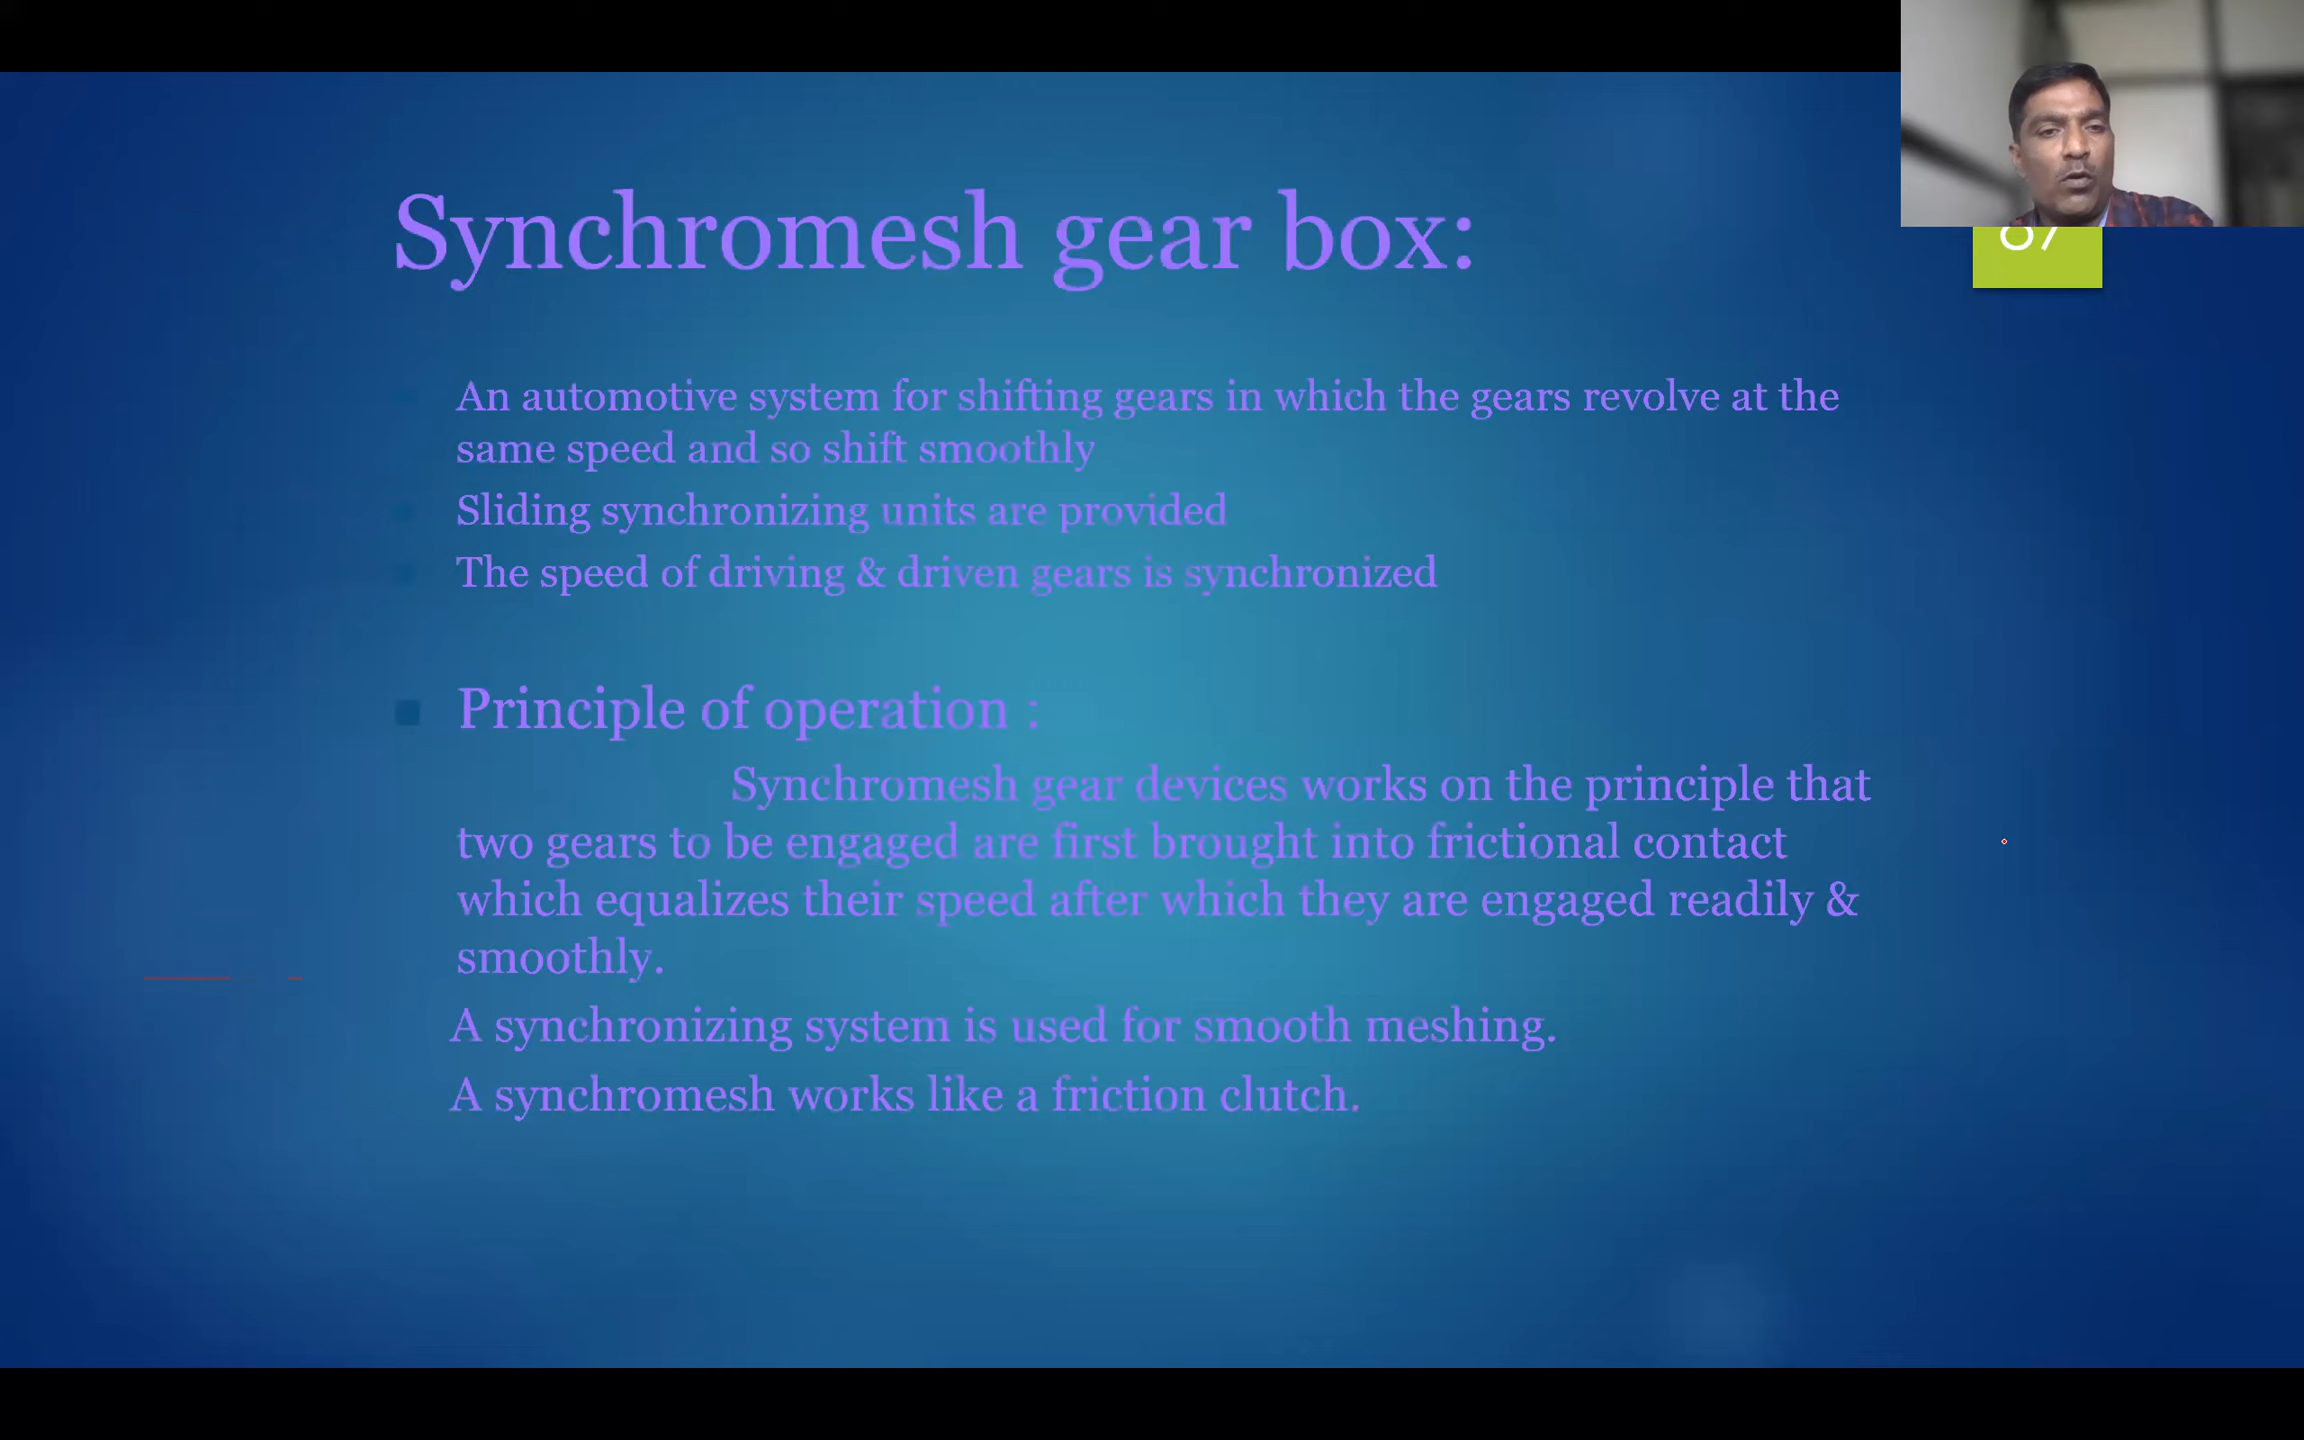 Synchromesh gear box:
An automotive system for shifting gears in which the gears revolve at the
same speed and so shift smoothly
Sliding synchronizing units are provided
The speed of driving & driven gears is synchronized
Principle of operation :
Synchromesh gear devices works on the principle that
two gears to be engaged are first brought into frictional contact
which equalizes their speed after which they are engaged readily &
smoothly.
A synchronizing system is used for smooth meshing.
A synchromesh works like a friction clutch.